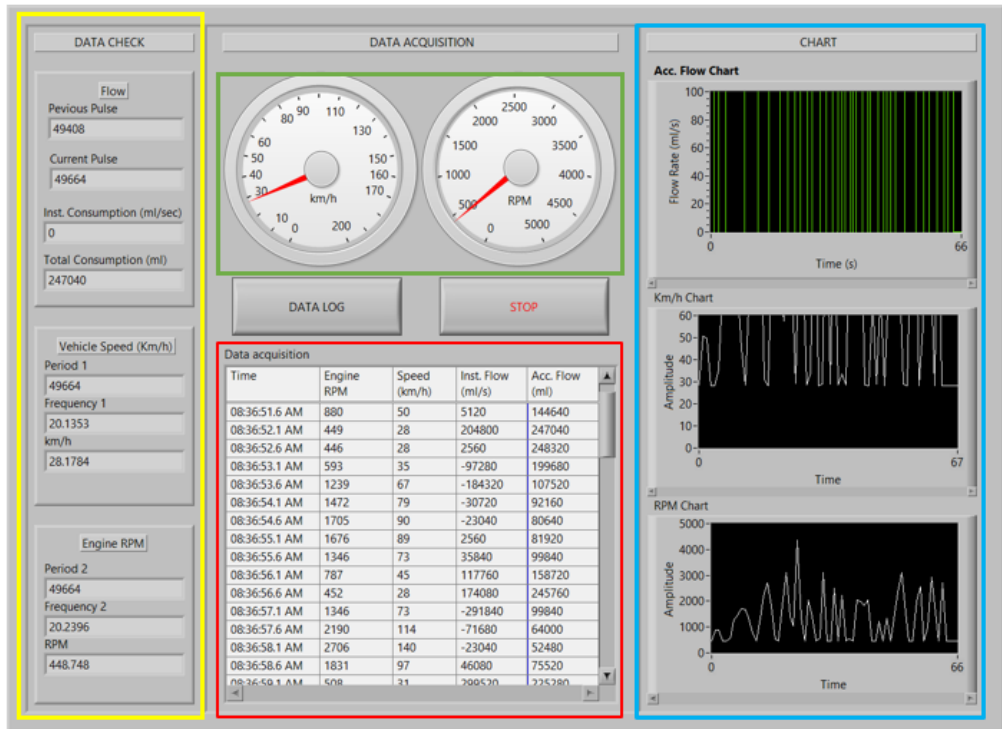 DATA CHECK
Flow
Pevious Pulse
49408
Current Pulse
49664
Inst. Consumption (ml/sec)
0
Total Consumption (ml)
247040
Vehicle Speed (Km/h)
Period 1
49664
Frequency 1
20.1353
km/h
28.1784
Engine RPM
Period 2
49664
Frequency 2
20.2396
RPM
448.748
DATA ACQUISITION
0 10 30 40 50 60 80 90 110 130 150 160 170 200
km/h
0 500 1000 1500 2000 2500 3000 3500 4000 4500 5000
RPM
DATA LOG
STOP
Data acquisition
Time Engine RPM Speed (km/h) Inst. Flow (ml/s) Acc. Flow (ml)
08:36:51.6 AM 880 50 5120 144640
08:36:52.1 AM 449 28 204800 247040
08:36:52.6 AM 446 28 2560 248320
08:36:53.1 AM 593 35 -97280 199680
08:36:53.6 AM 1239 67 -184320 107520
08:36:54.1 AM 1472 79 -30720 92160
08:36:54.6 AM 1705 90 -23040 80640
08:36:55.1 AM 1676 89 2560 81920
08:36:55.6 AM 1346 73 35840 99840
08:36:56.1 AM 787 45 117760 158720
08:36:56.6 AM 452 28 174080 245760
08:36:57.1 AM 1346 73 -291840 99840
08:36:57.6 AM 2190 114 -71680 64000
08:36:58.1 AM 2706 140 -23040 52480
08:36:58.6 AM 1831 97 46080 75520
08:36:59.1 AM 508 31 299520 225280
CHART
Acc. Flow Chart
Flow Rate (ml/s)
100
80
60
40
20
0
0 66
Time (s)
Km/h Chart
Amplitude
60
50
40
30
20
10
0
0 67
Time
RPM Chart
Amplitude
5000
4000
3000
2000
1000
0
0 66
Time